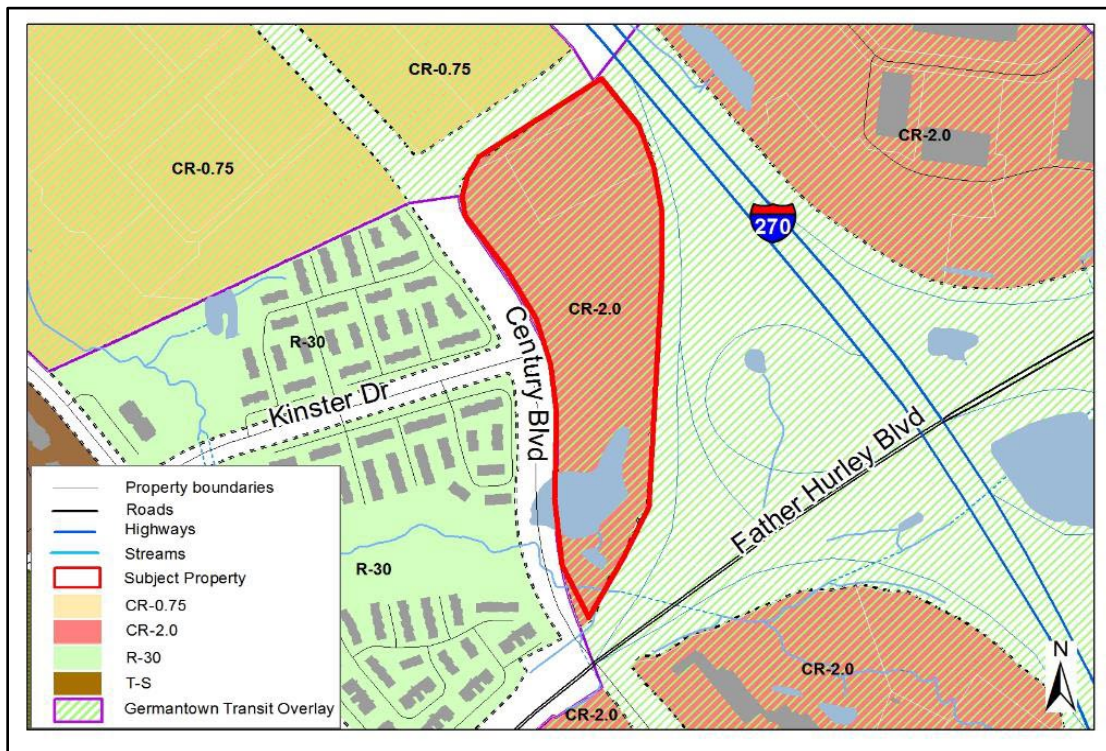 CR-0.75
CR-0.75
CR-2.0
270
CR-2.0
R-30
Century Blvd
Kinster Dr
Father Hurley Blvd
R-30
CR-2.0
CR-2.0
N
Property boundaries
Roads
Highways
Streams
Subject Property
CR-0.75
CR-2.0
R-30
T-S
Germantown Transit Overlay